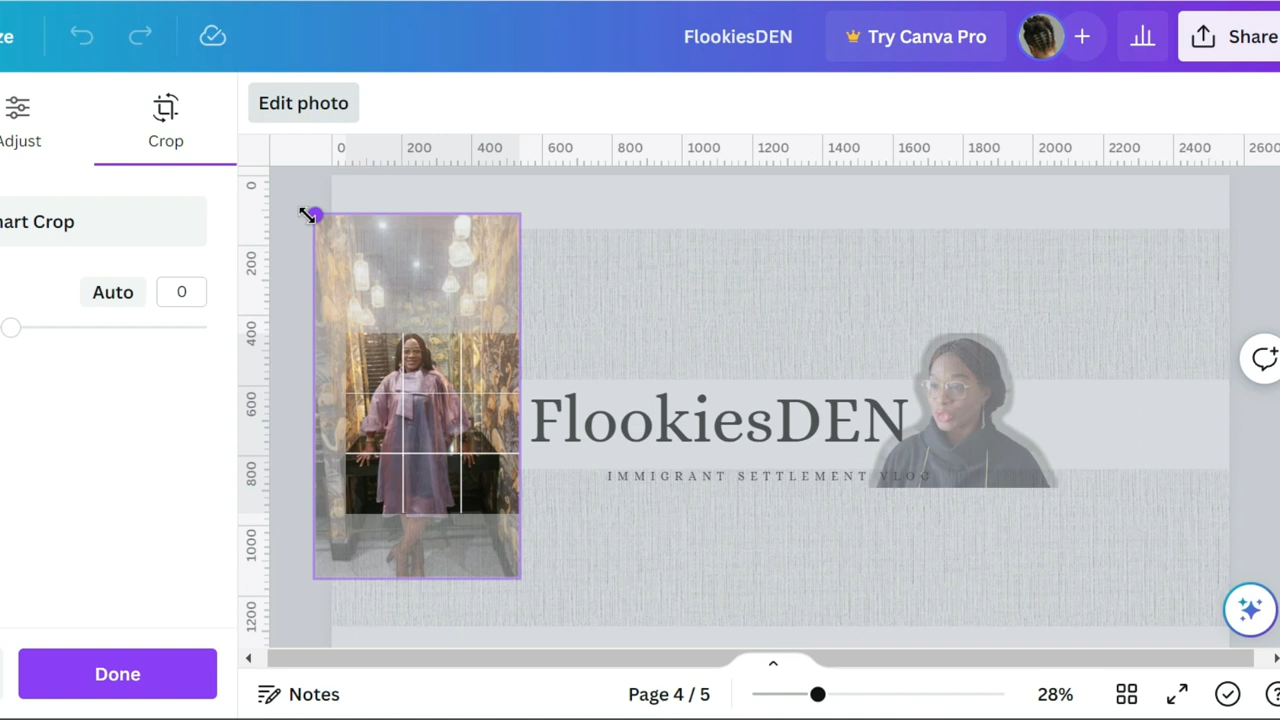 ze
FlookiesDEN
Try Canva Pro
+
Share
Adjust
Crop
Edit photo
0 200 400 600 800 1000 1200 1400 1600 1800 2000 2200 2400 2600
0
200
400
600
800
1000
1200
nart Crop
Auto
0
FlookiesDEN
IMMIGRANT SETTLEMENT VLOG
Done
Notes
Page 4 / 5
28%
?